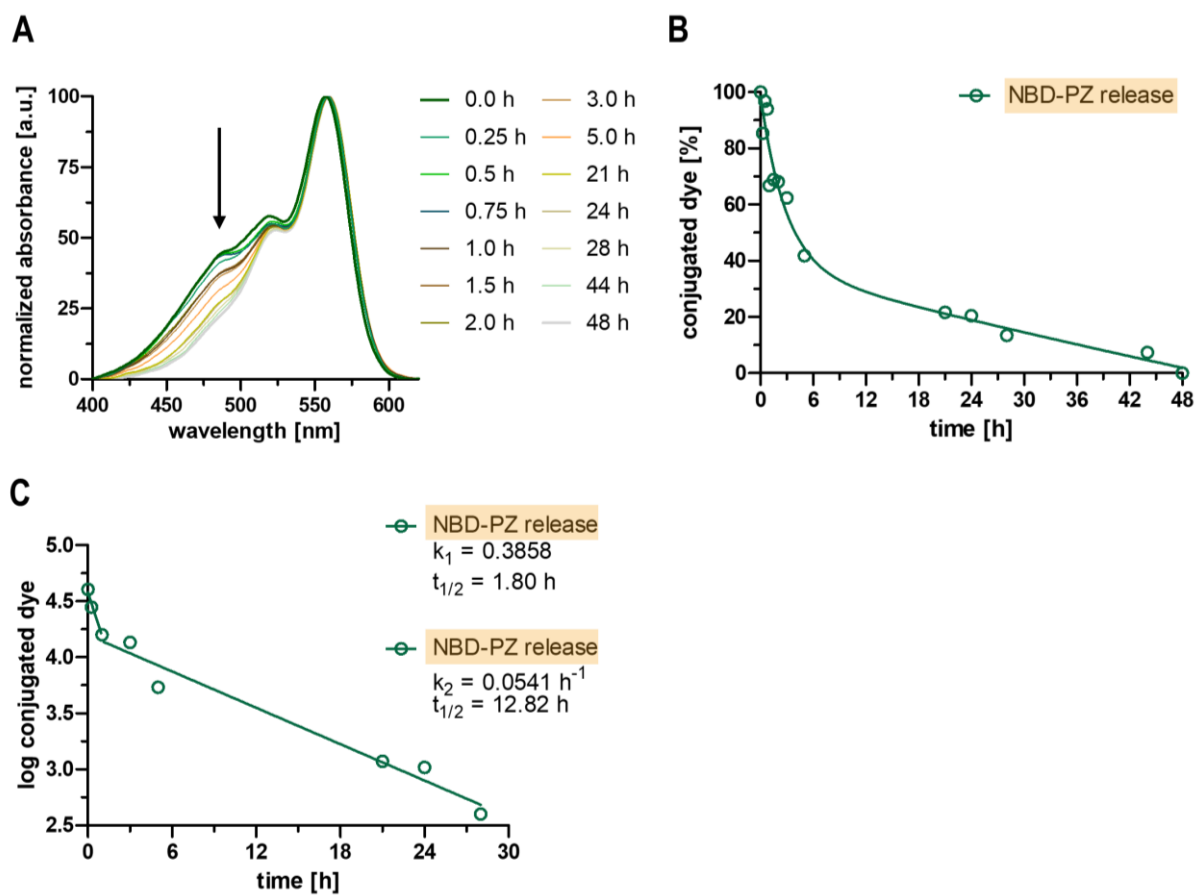 A
normalized absorbance [a.u.]
100
75
50
25
0
400
450
500
550
600
wavelength [nm]
0.0 h
0.25 h
0.5 h
0.75 h
1.0 h
1.5 h
2.0 h
3.0 h
5.0 h
21 h
24 h
28 h
44 h
48 h
B
conjugated dye [%]
100
80
60
40
20
0
0
6
12
18
24
30
36
42
48
time [h]
NBD-PZ release
C
log conjugated dye
5.0
4.5
4.0
3.5
3.0
2.5
0
6
12
18
24
30
time [h]
NBD-PZ release
k₁ = 0.3858
t₁/₂ = 1.80 h
NBD-PZ release
k₂ = 0.0541 h⁻¹
t₁/₂ = 12.82 h